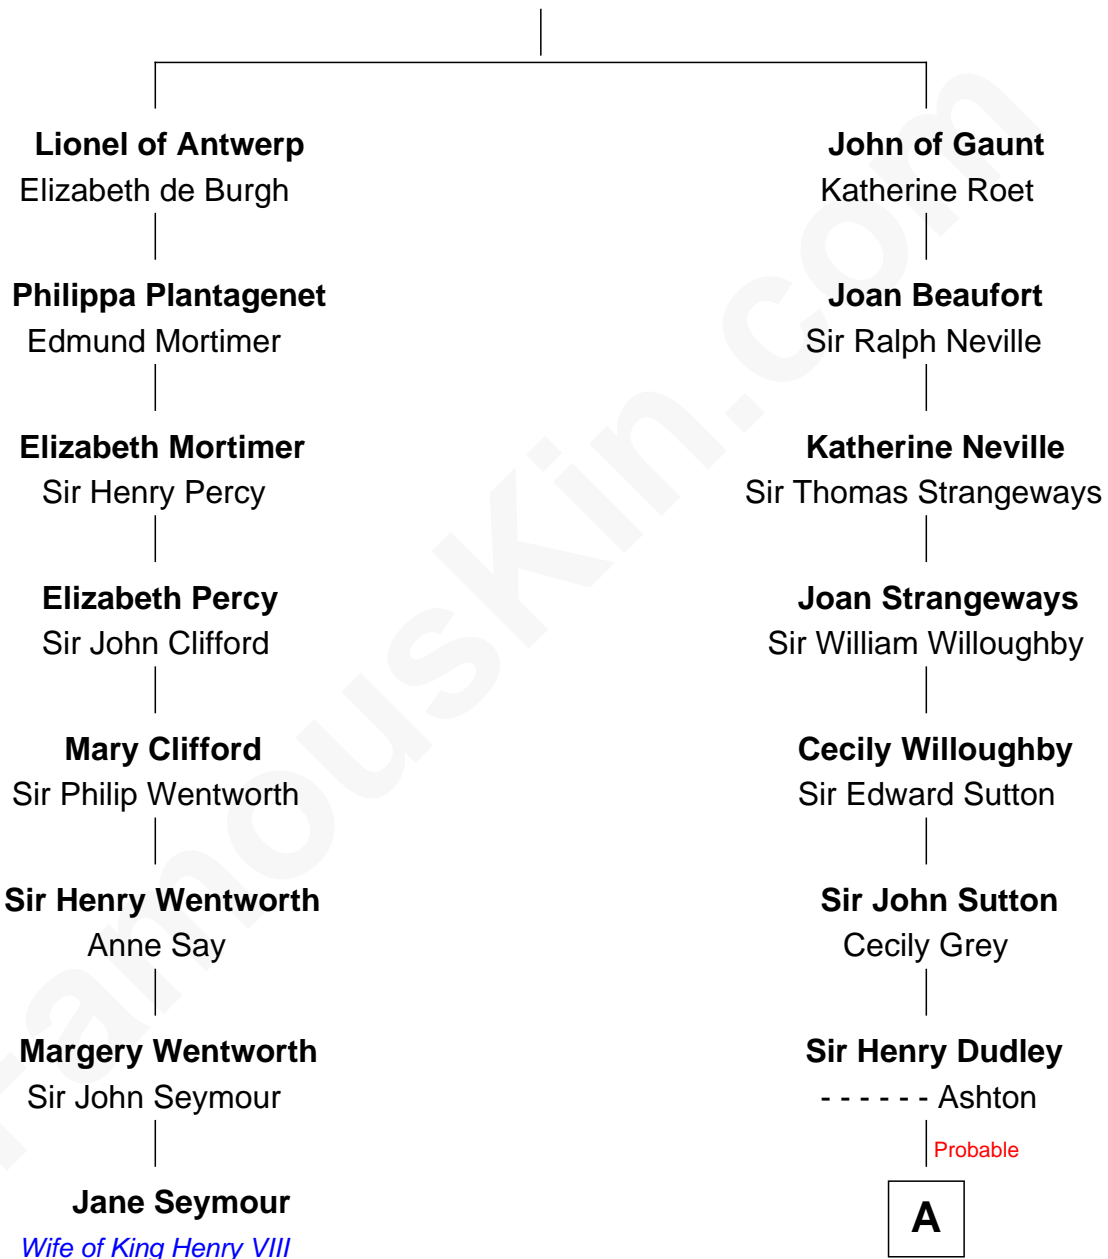 Lionel of Antwerp
Elizabeth de Burgh
Philippa Plantagenet
Edmund Mortimer
Elizabeth Mortimer
Sir Henry Percy
Elizabeth Percy
Sir John Clifford
Mary Clifford
Sir Philip Wentworth
Sir Henry Wentworth
Anne Say
Margery Wentworth
Sir John Seymour
Jane Seymour
Wife of King Henry VIII
John of Gaunt
Katherine Roet
Joan Beaufort
Sir Ralph Neville
Katherine Neville
Sir Thomas Strangeways
Joan Strangeways
Sir William Willoughby
Cecily Willoughby
Sir Edward Sutton
Sir John Sutton
Cecily Grey
Sir Henry Dudley
- - - - - - Ashton
Probable
A
FamousKin.com